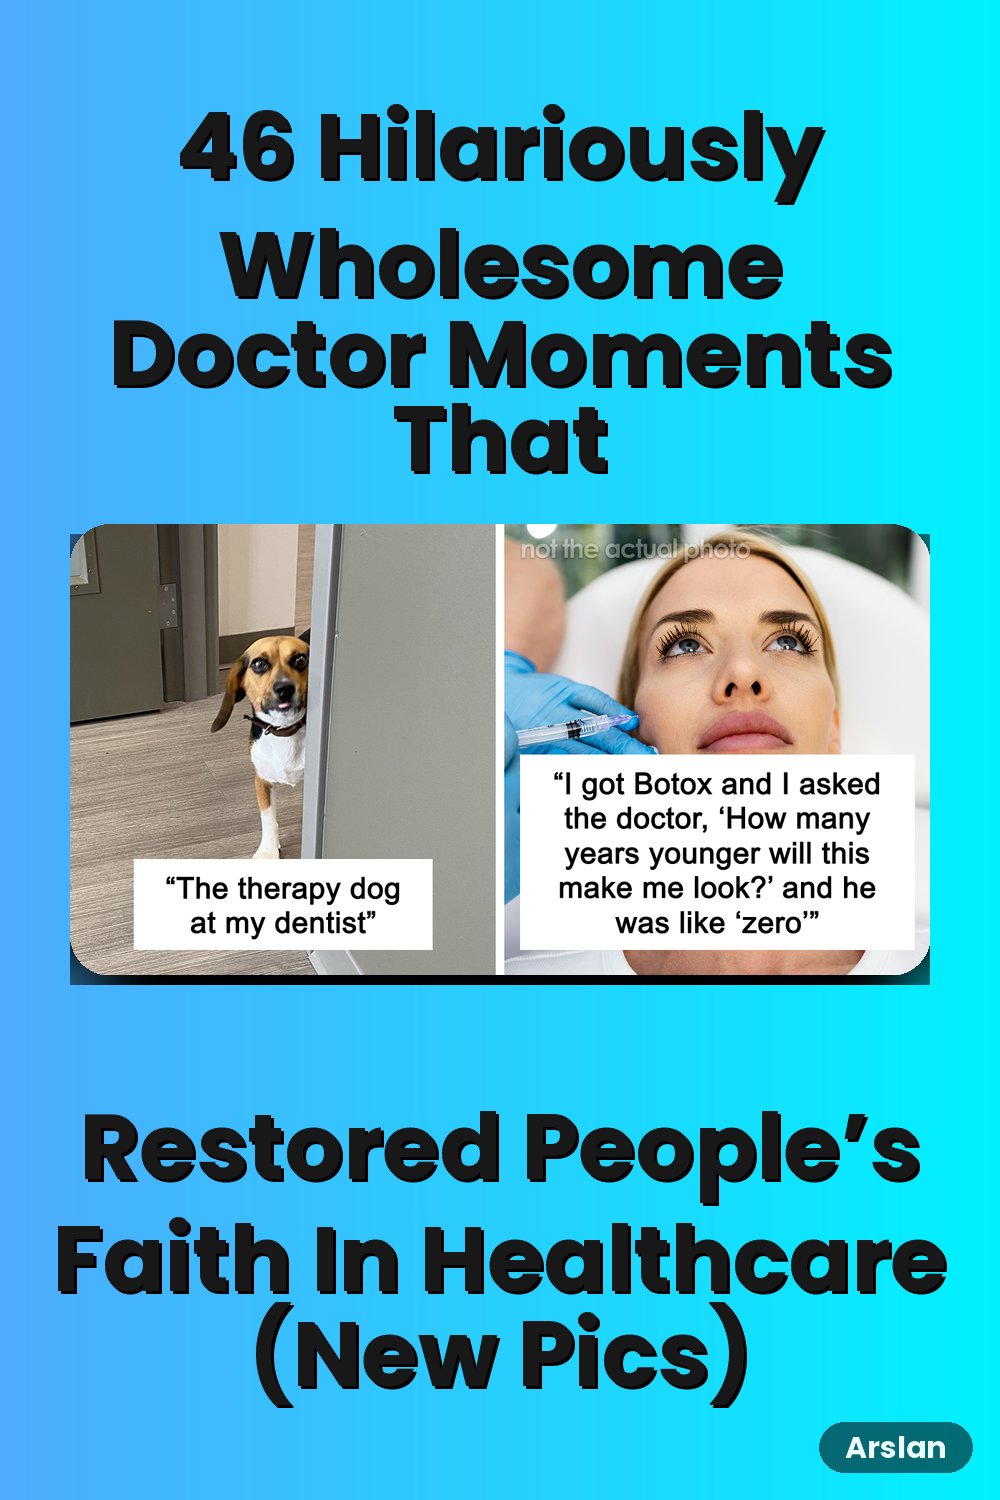 46 Hilariously
Wholesome
Doctor Moments
That
not the actual photo
“The therapy dog
at my dentist”
“I got Botox and I asked
the doctor, ‘How many
years younger will this
make me look?’ and he
was like ‘zero’”
Restored People’s
Faith In Healthcare
(New Pics)
Arslan